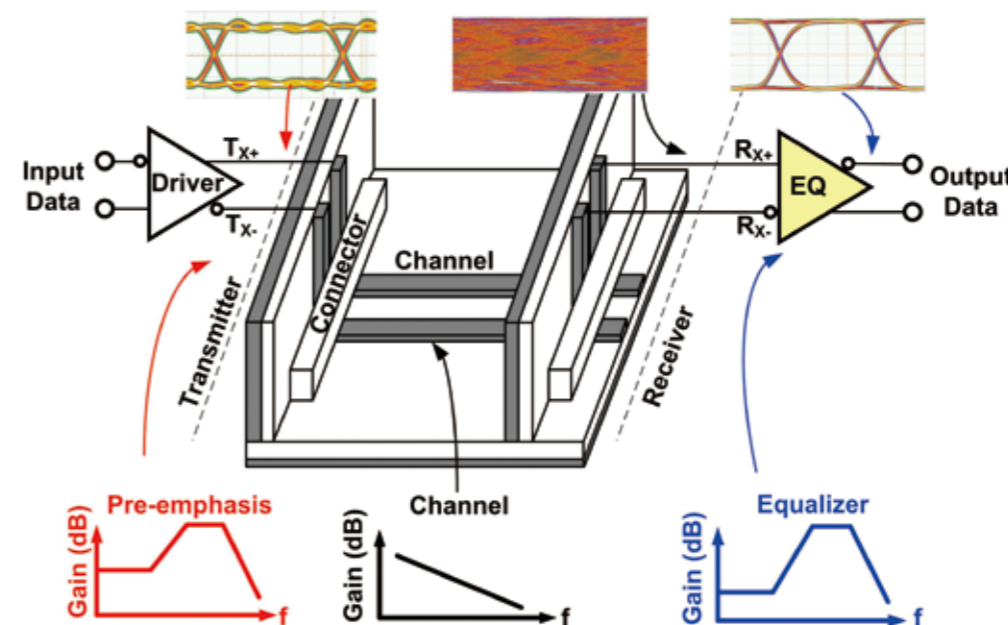 Input
Data
Driver
TX+
TX-
Transmitter
Connector
Channel
Receiver
RX+
RX-
EQ
Output
Data
Pre-emphasis
Gain (dB)
f
Channel
Gain (dB)
f
Equalizer
Gain (dB)
f